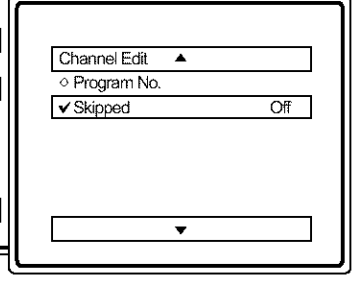 Channel Edit ▲
◇ Program No.
✔ Skipped Off
▼